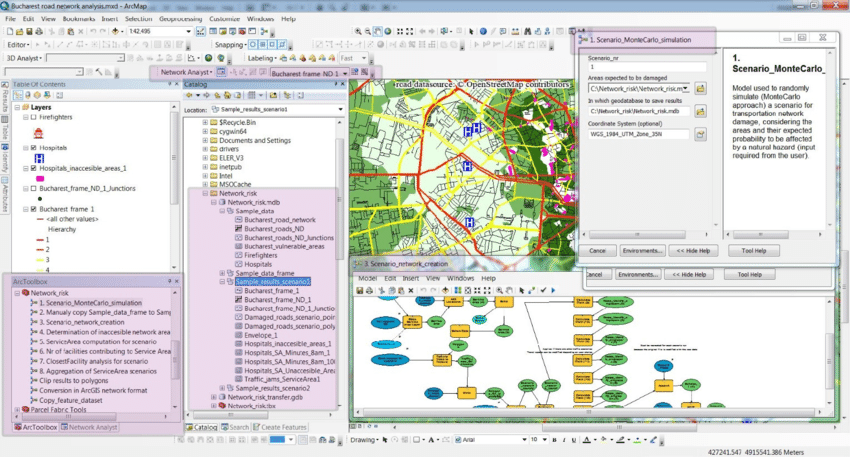 Bucharest road network analysis.mxd - ArcMap
File Edit View Bookmarks Insert Selection Geoprocessing Customize Windows Help
1:42,495
Editor
Snapping
3D Analyst
Labeling
Fast
Network Analyst
Bucharest frame_ND_1
Table Of Contents
Layers
Firefighters
Hospitals
Hospitals_inaccesible_areas_1
Bucharest_frame_ND_1_Junctions
Bucharest frame 1
<all other values>
Hierarchy
1
2
3
4
ArcToolbox
Network_risk
1. Scenario_MonteCarlo_simulation
2. Manualy copy Sample_data_frame to Samp
3. Scenario_network_creation
4. Determination of inaccesible network area
5. ServiceArea computation for scenario
6. Nr of facilities contributing to Service Area
7. ClosetFacility analysis for scenario
8. Aggregation of ServiceArea scenarios
Clip results to polygons
Conversion in ArcGIS network format
Copy_feature_dataset
Parcel Fabric Tools
ArcToolbox Network Analyst
Results
Table
Identify
Attributes
Catalog
Location: Sample_results_scenario1
$Recycle.Bin
cygwin64
Documents and Settings
drivers
ELER_V3
inetpub
Intel
MSOCache
Network_risk
Network_risk.mdb
Sample_data
Bucharest_road_network
Bucharest_roads_ND
Bucharest_roads_ND_Junctions
Bucharest_vulnerable_areas
Firefighters
Hospitals
Sample_data_frame
Sample_results_scenario1
Bucharest_frame_1
Bucharest_frame_ND_1
Bucharest_frame_ND_1_Junction
Damaged_roads_scenario_poin
Damaged_roads_scenario_poly
Envelope_1
Hospitals_inaccesible_areas_1
Hospitals_SA_Minutes_8am_1
Hospitals_SA_Minutes_8am_10
Hospitals_SA_Unaccesible_Area
Traffic_jams_ServiceArea1
Sample_results_scenario2
Network_risk_transfer.gdb
Network_risk.tbx
Catalog Search Create Features
road datasource: © OpenStreetMap contributors
1. Scenario_MonteCarlo_simulation
Scenario_nr
1
Areas expected to be damaged
C:\Network_risk\Network_risk.m
In which geodatabase to save results
C:\Network_risk\Network_risk.mdb
Coordinate System (optional)
WGS_1984_UTM_Zone_35N
1.
Scenario_MonteCarlo_
Model used to randomly
simulate (MonteCarlo
approach) a scenario for
transportation network
damage, considering the
areas and their expected
probability to be affected
by a natural hazard (input
required from the user).
Cancel Environments... << Hide Help Tool Help
Cancel Environments... << Hide Help Tool Help
3. Scenario_network_creation
Model Edit Insert View Windows Help
Drawing
Arial
10
B I U
427241.547 4915541.386 Meters